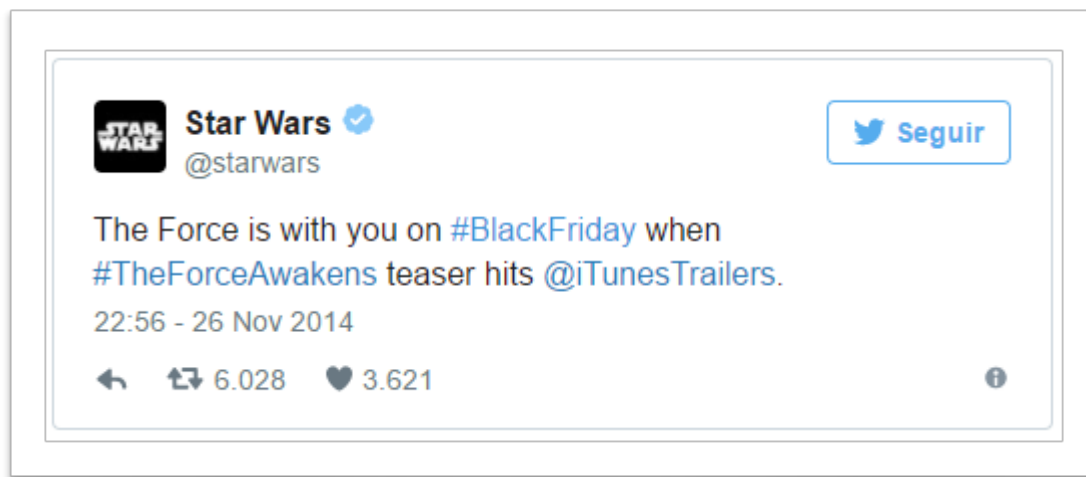 STAR
WARS
Star Wars
@starwars
Seguir
The Force is with you on #BlackFriday when
#TheForceAwakens teaser hits @iTunesTrailers.
22:56 - 26 Nov 2014
6.028 3.621